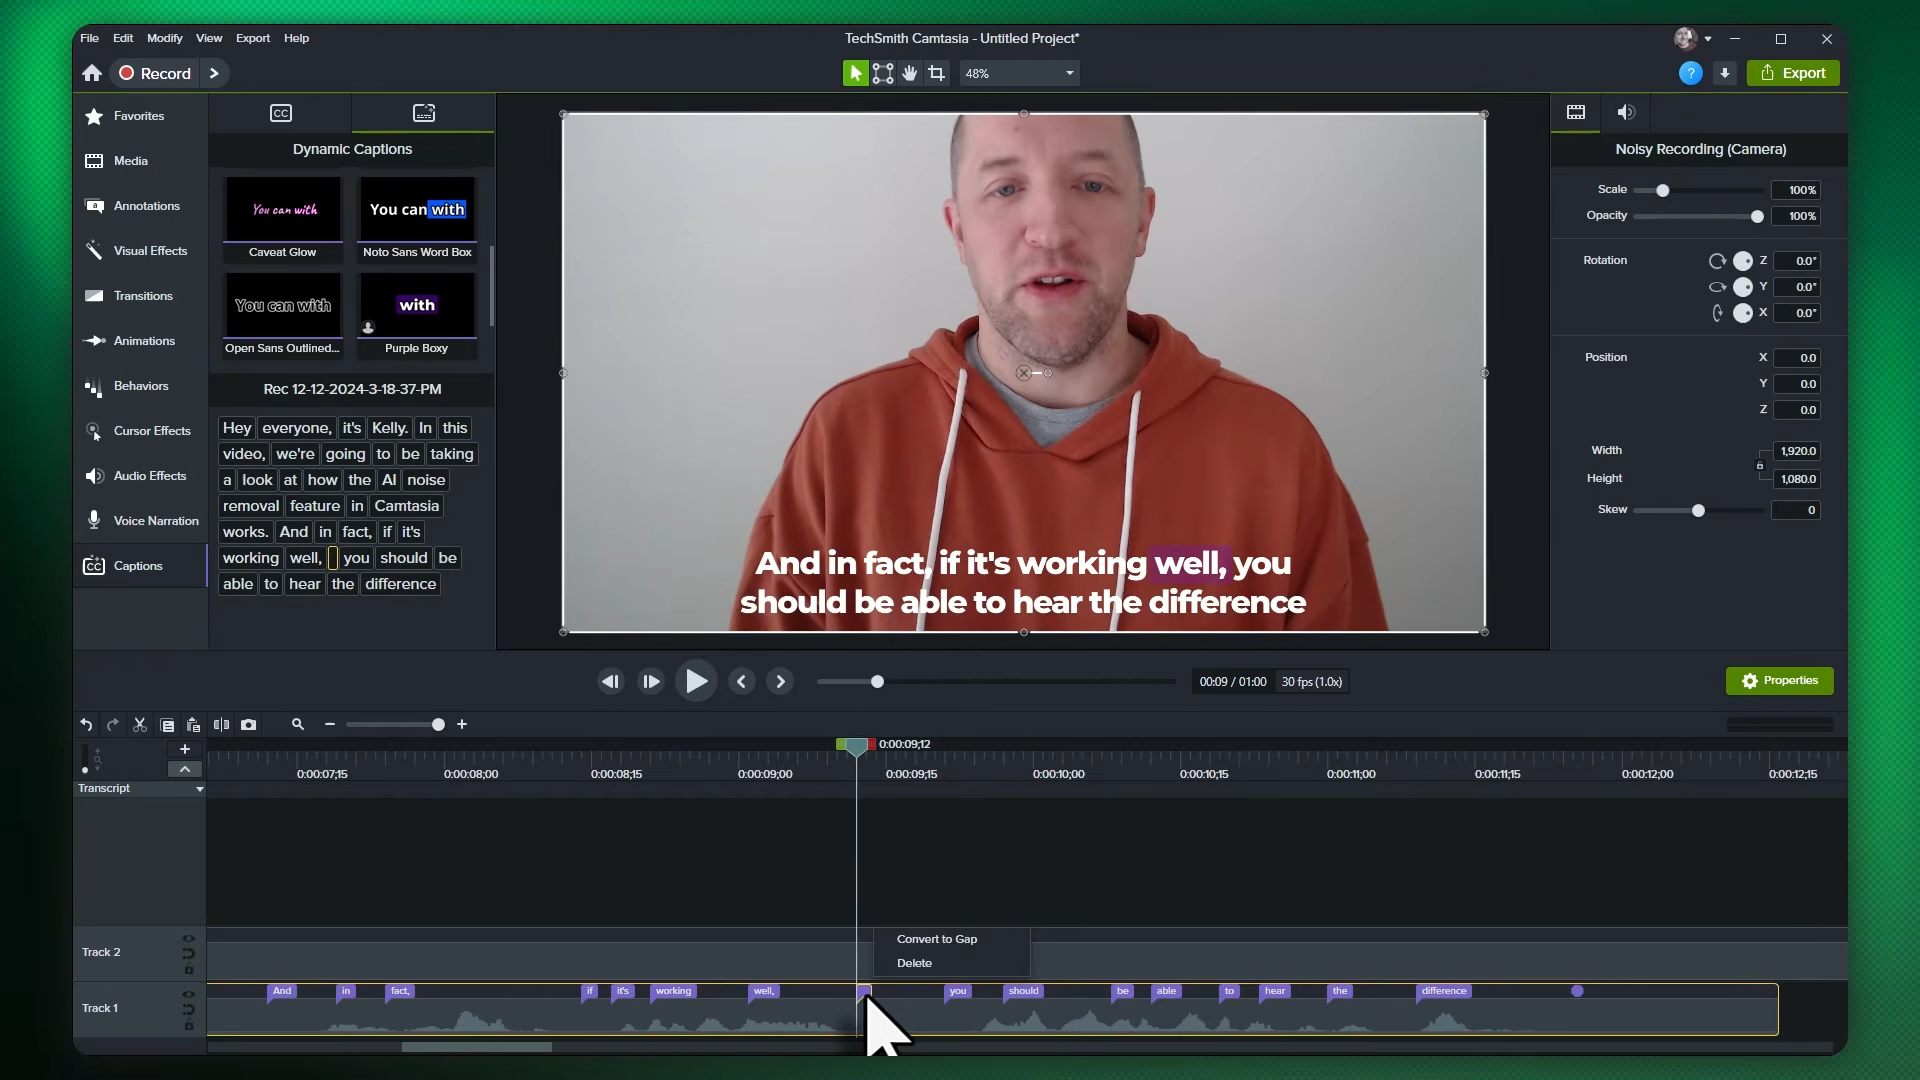 File Edit Modify View Export Help
TechSmith Camtasia - Untitled Project*
Record
48%
?
Export
Favorites
Media
Annotations
Visual Effects
Transitions
Animations
Behaviors
Cursor Effects
Audio Effects
Voice Narration
Captions
CC
Dynamic Captions
You can with
You can with
Caveat Glow
Noto Sans Word Box
You can with
with
Open Sans Outlined...
Purple Boxy
Rec 12-12-2024-3-18-37-PM
Hey everyone, it's Kelly. In this
video, we're going to be taking
a look at how the AI noise
removal feature in Camtasia
works. And in fact, if it's
working well, you should be
able to hear the difference
And in fact, if it's working well, you
should be able to hear the difference
Noisy Recording (Camera)
Scale 100%
Opacity 100%
Rotation Z 0.0°
Y 0.0°
X 0.0°
Position X 0.0
Y 0.0
Z 0.0
Width 1,920.0
Height 1,080.0
Skew 0
00:09 / 01:00 30 fps (1.0x)
Properties
0:00:09;12
0:00:07;15 0:00:08;00 0:00:08;15 0:00:09;00 0:00:09;15 0:00:10;00 0:00:10;15 0:00:11;00 0:00:11;15 0:00:12;00 0:00:12;15
Transcript
Convert to Gap
Delete
Track 2
And in fact, if it's working well, you should be able to hear the difference
Track 1